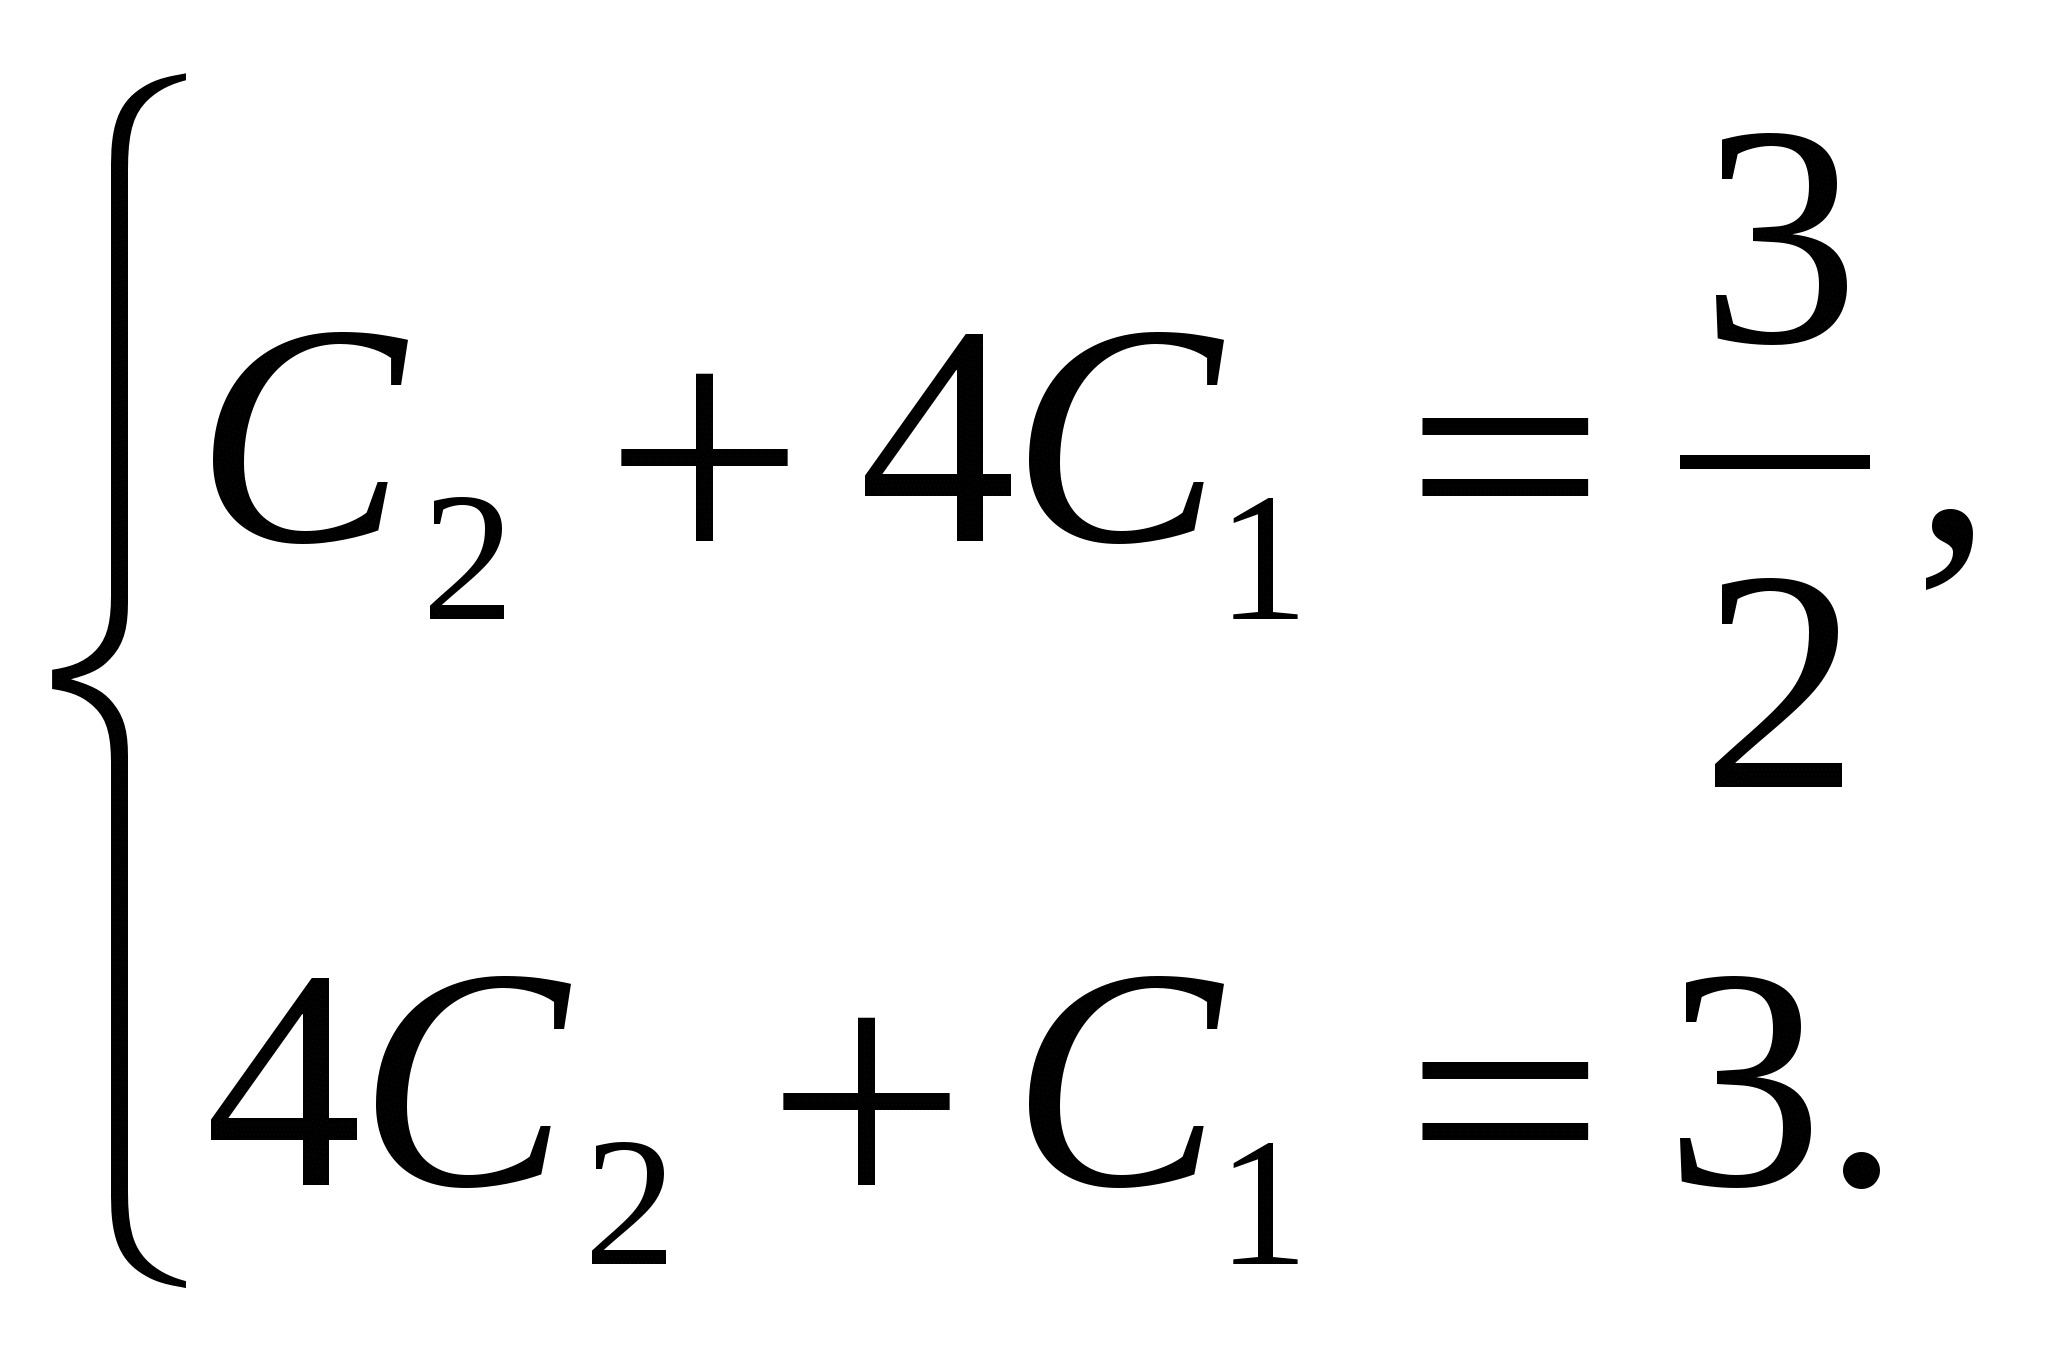 C₂ + 4C₁ = 3/2,
4C₂ + C₁ = 3.